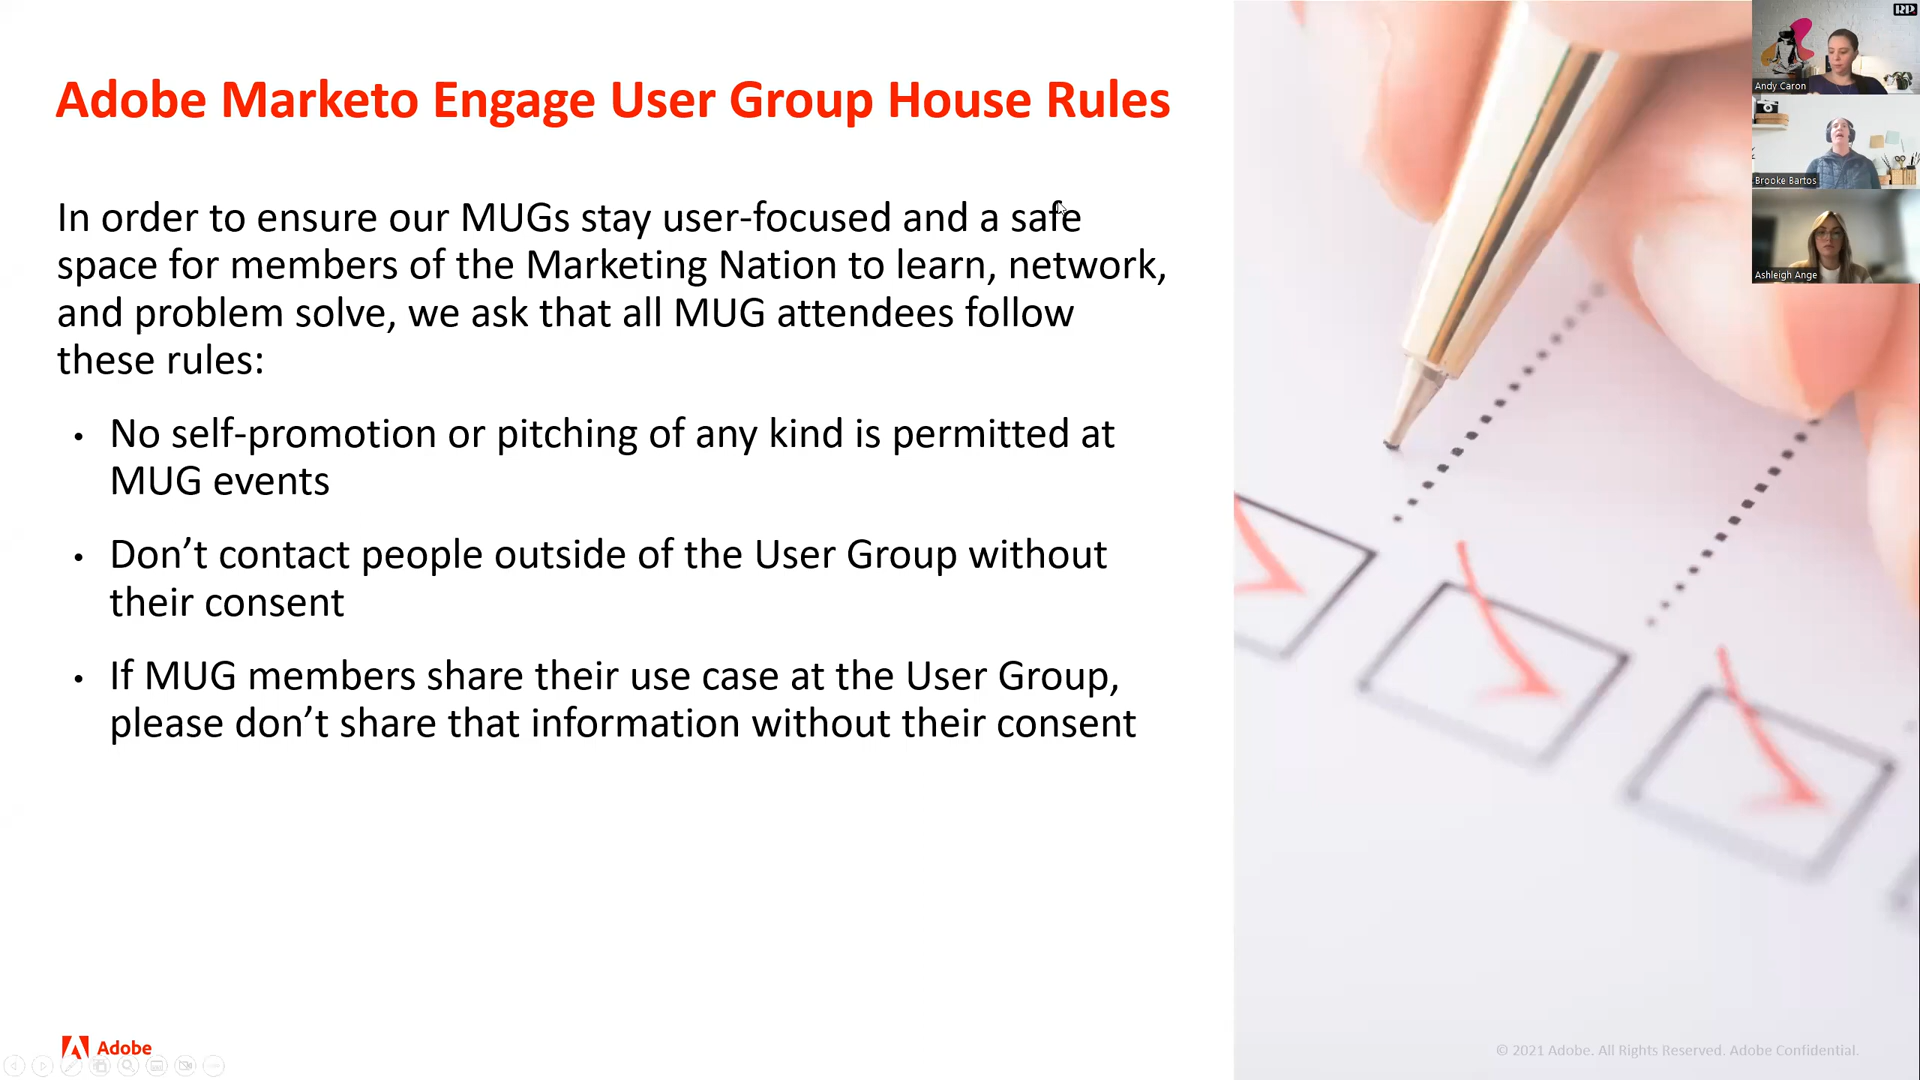 Adobe Marketo Engage User Group House Rules
In order to ensure our MUGs stay user-focused and a safe
space for members of the Marketing Nation to learn, network,
and problem solve, we ask that all MUG attendees follow
these rules:
• No self-promotion or pitching of any kind is permitted at
MUG events
• Don’t contact people outside of the User Group without
their consent
• If MUG members share their use case at the User Group,
please don’t share that information without their consent
RP
Andy Caron
Brooke Bartos
Ashleigh Ange
Adobe
© 2021 Adobe. All Rights Reserved. Adobe Confidential.